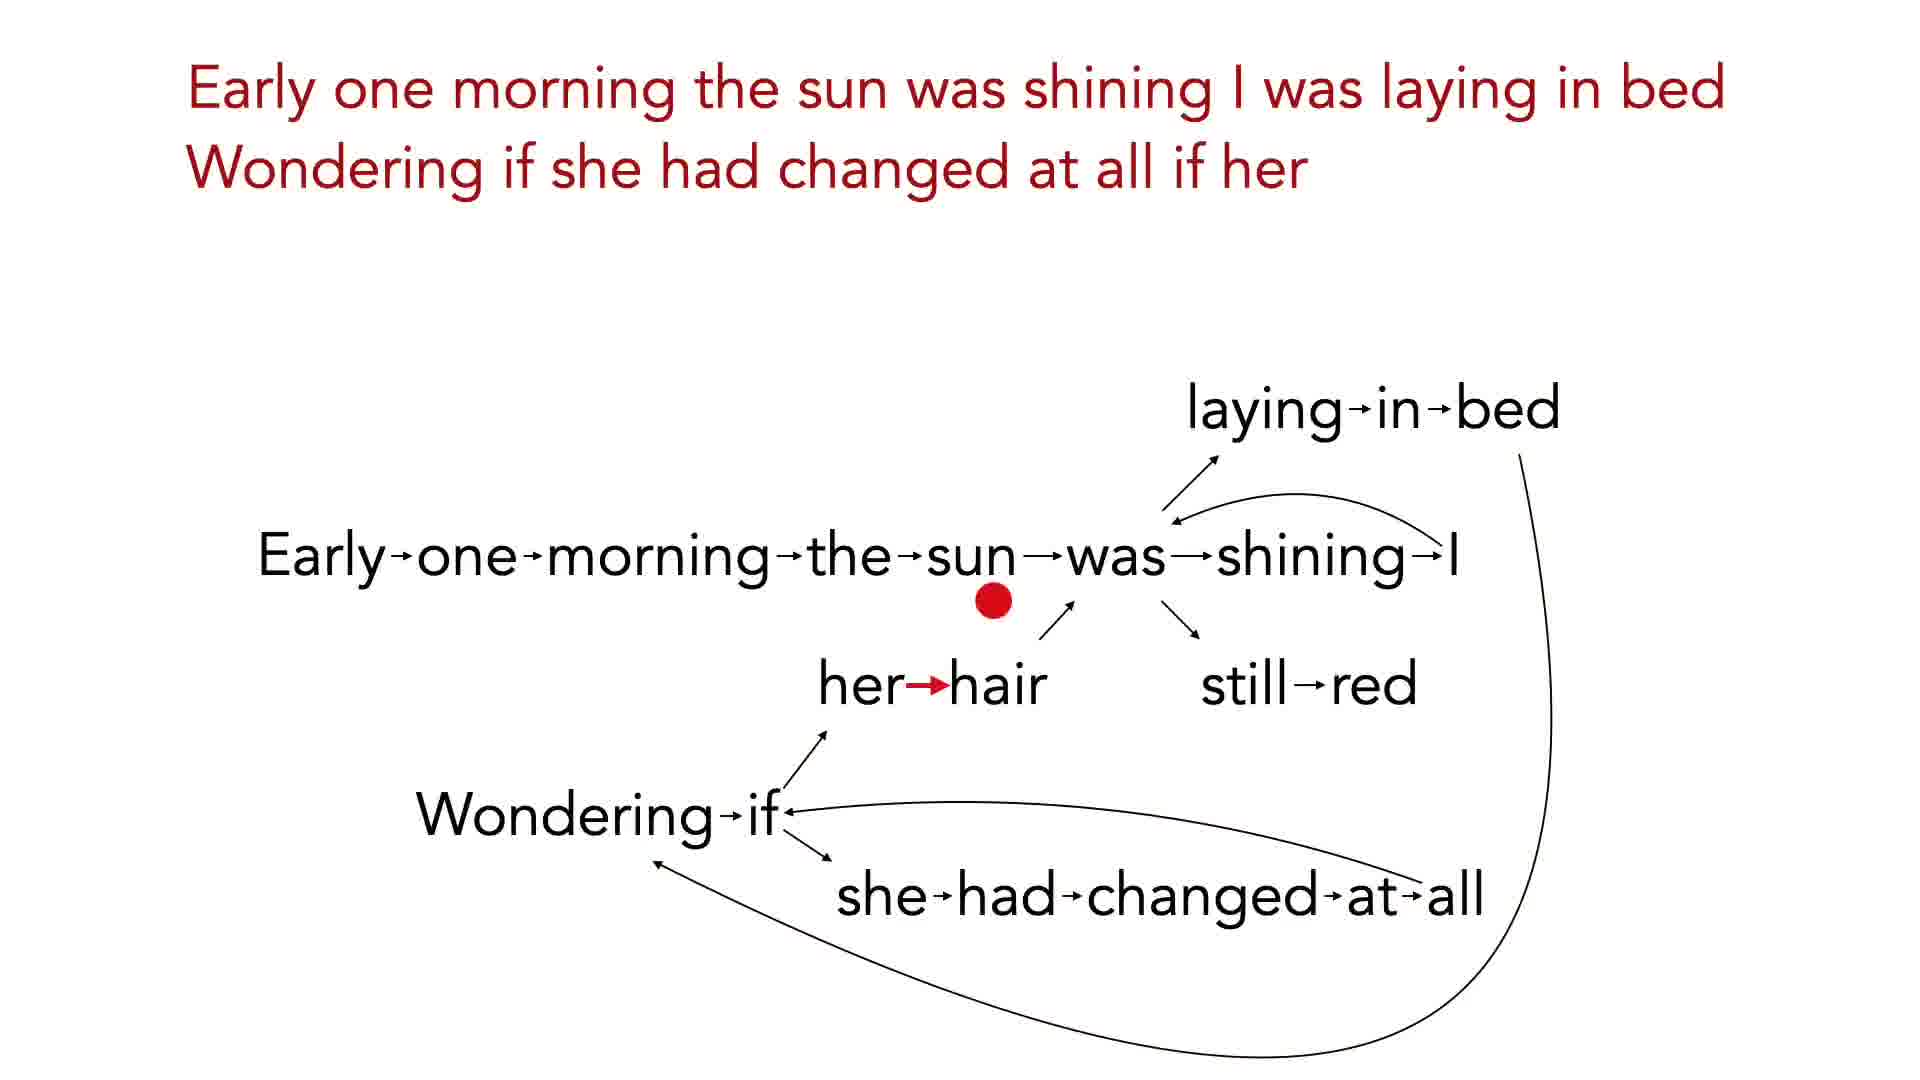 Early one morning the sun was shining I was laying in bed
Wondering if she had changed at all if her
laying in bed
Early one morning the sun was shining I
her hair
still red
Wondering if
she had changed at all